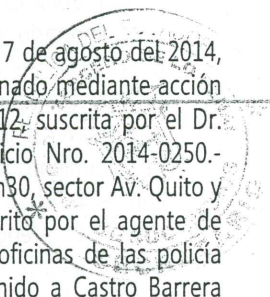 7 de agosto del 2014,
nado mediante acción
12, suscrita por el Dr.
icio Nro. 2014-0250.-
h30, sector Av. Quito y
rito por el agente de
oficinas de las policía
nido a Castro Barrera